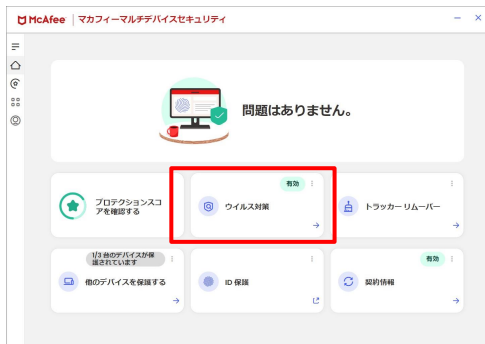 McAfee マカフィーマルチデバイスセキュリティ
問題はありません。
プロテクションスコ
アを確認する
有効
ウイルス対策
トラッカー リムーバー
1/3 台のデバイスが保
護されています
他のデバイスを保護する
ID 保護
有効
契約情報